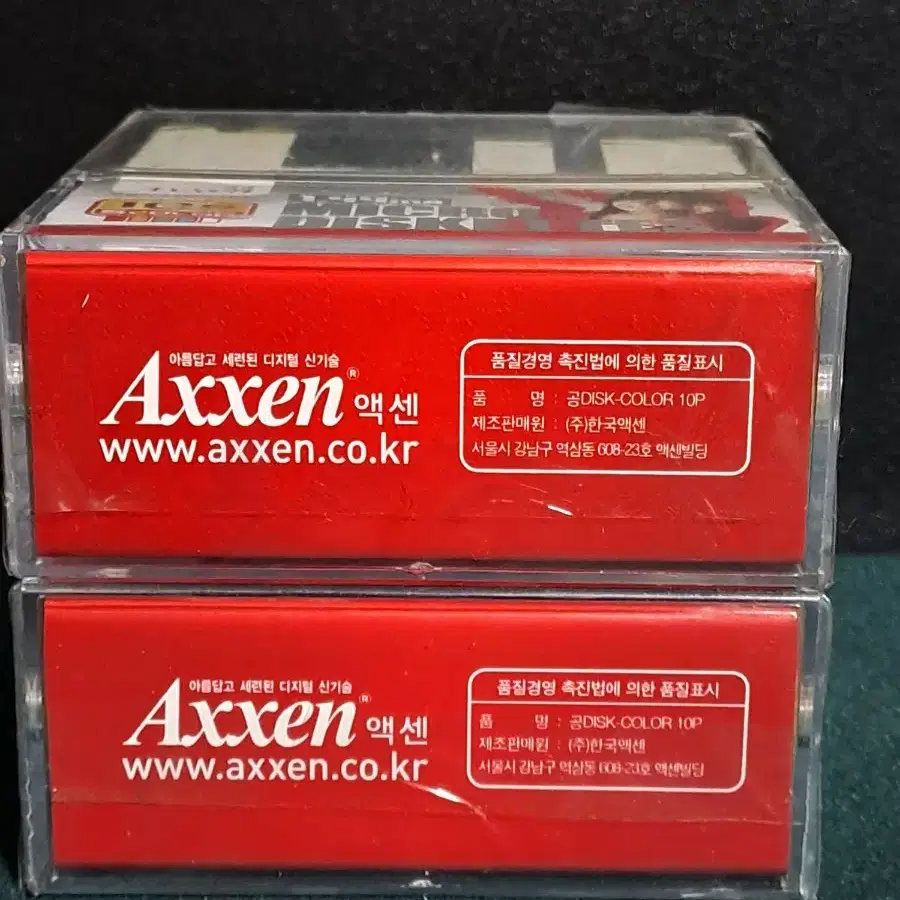 DISK
아름답고 세련된 디지털 신기술
Axxen® 액센
www.axxen.co.kr
품질경영 촉진법에 의한 품질표시
품 명 : 공DISK-COLOR 10P
제조판매원 : (주)한국액센
서울시 강남구 역삼동 608-23호 액센빌딩
아름답고 세련된 디지털 신기술
Axxen® 액센
www.axxen.co.kr
품질경영 촉진법에 의한 품질표시
품 명 : 공DISK-COLOR 10P
제조판매원 : (주)한국액센
서울시 강남구 역삼동 608-23호 액센빌딩